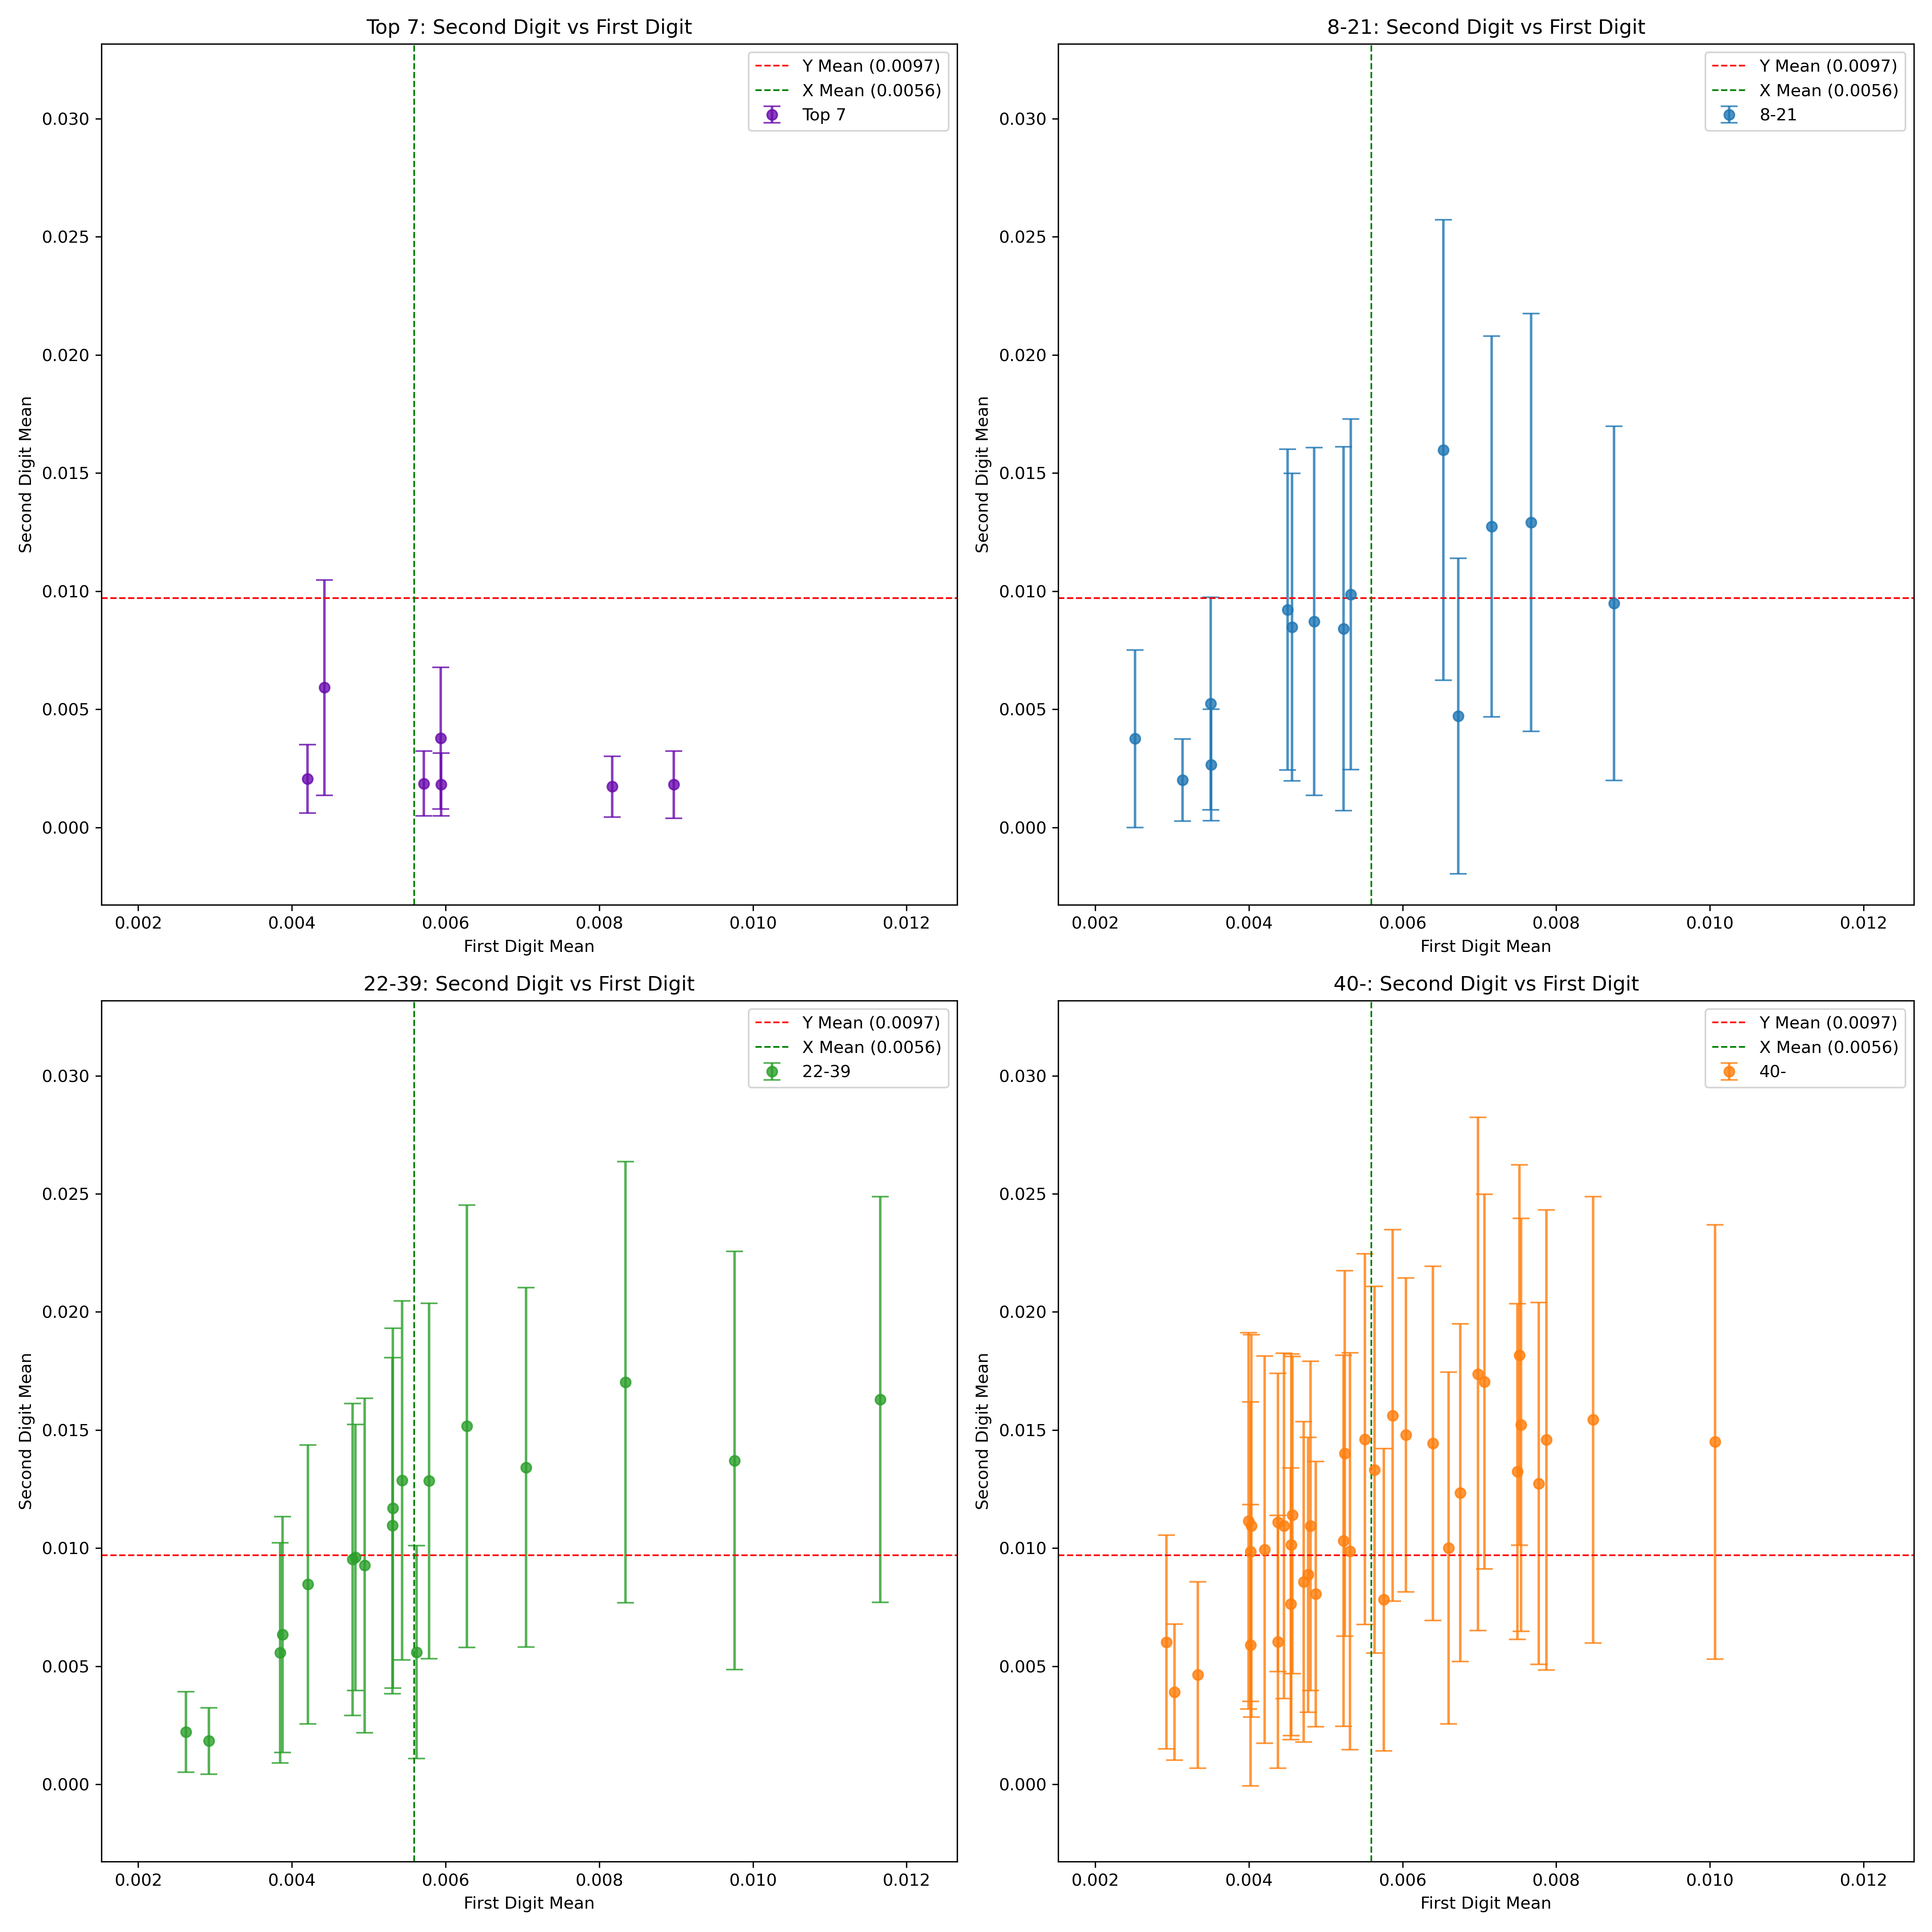 Top 7: Second Digit vs First Digit
Y Mean (0.0097)
X Mean (0.0056)
Top 7
0.030
0.025
0.020
0.015
0.010
0.005
0.000
Second Digit Mean
0.002 0.004 0.006 0.008 0.010 0.012
First Digit Mean
8-21: Second Digit vs First Digit
Y Mean (0.0097)
X Mean (0.0056)
8-21
0.030
0.025
0.020
0.015
0.010
0.005
0.000
Second Digit Mean
0.002 0.004 0.006 0.008 0.010 0.012
First Digit Mean
22-39: Second Digit vs First Digit
Y Mean (0.0097)
X Mean (0.0056)
22-39
0.030
0.025
0.020
0.015
0.010
0.005
0.000
Second Digit Mean
0.002 0.004 0.006 0.008 0.010 0.012
First Digit Mean
40-: Second Digit vs First Digit
Y Mean (0.0097)
X Mean (0.0056)
40-
0.030
0.025
0.020
0.015
0.010
0.005
0.000
Second Digit Mean
0.002 0.004 0.006 0.008 0.010 0.012
First Digit Mean